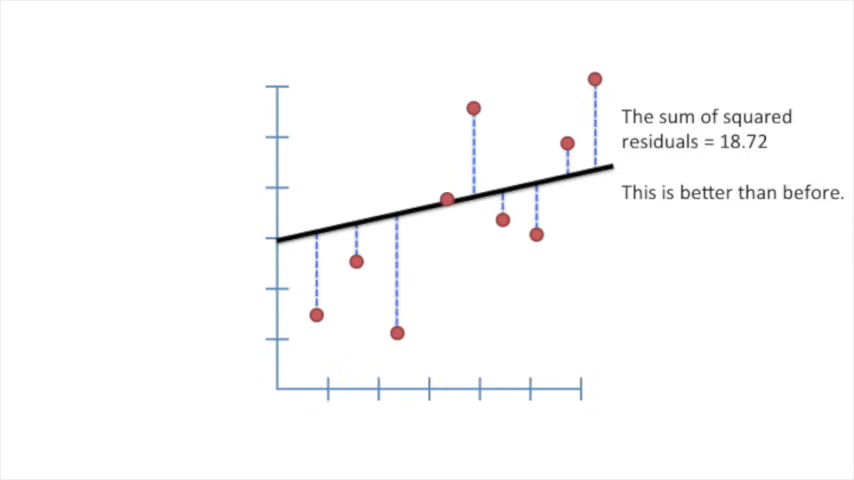 The sum of squared
residuals = 18.72
This is better than before.